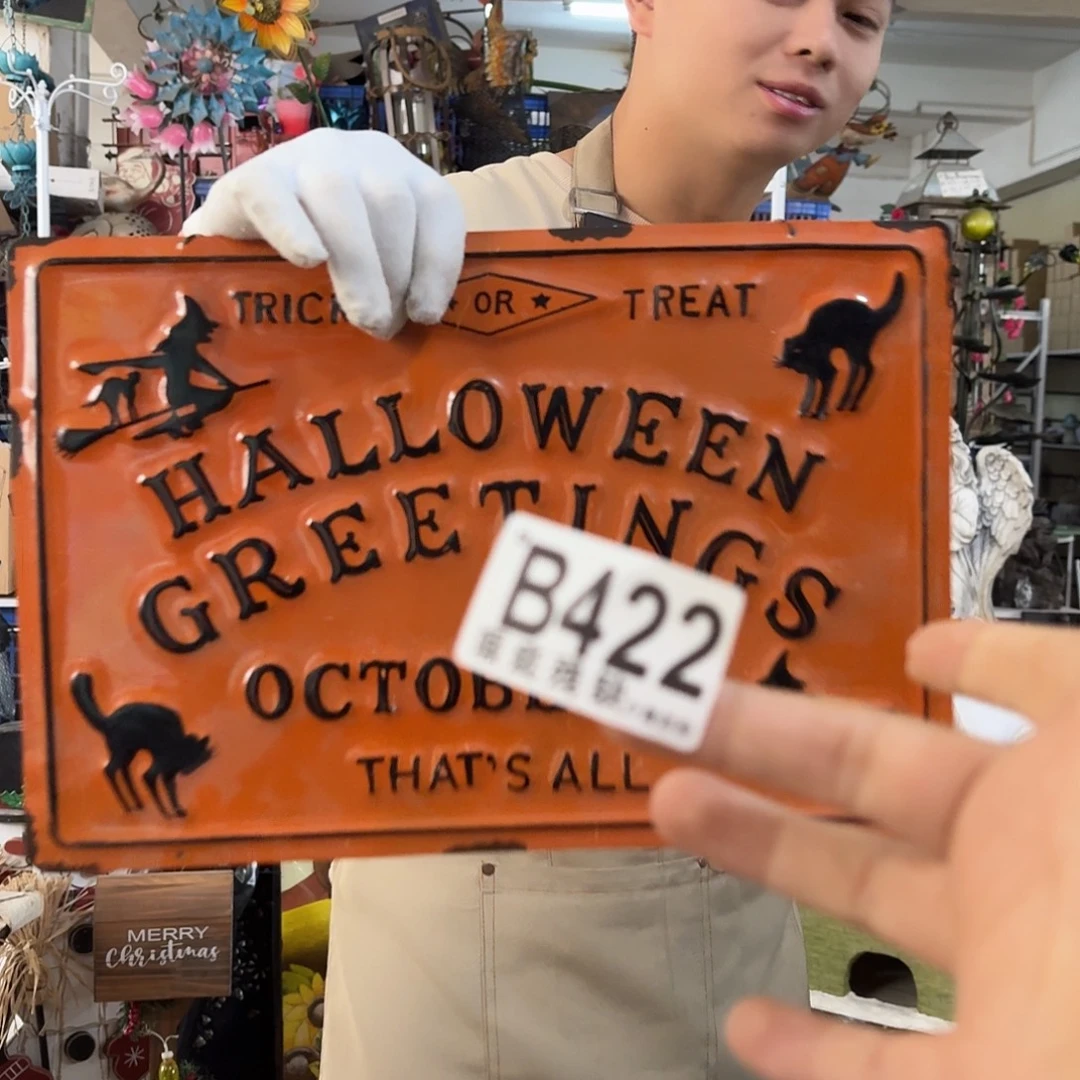 TRICK OR TREAT
HALLOWEEN
GREETINGS
B422
THAT'S ALL
MERRY
Christmas